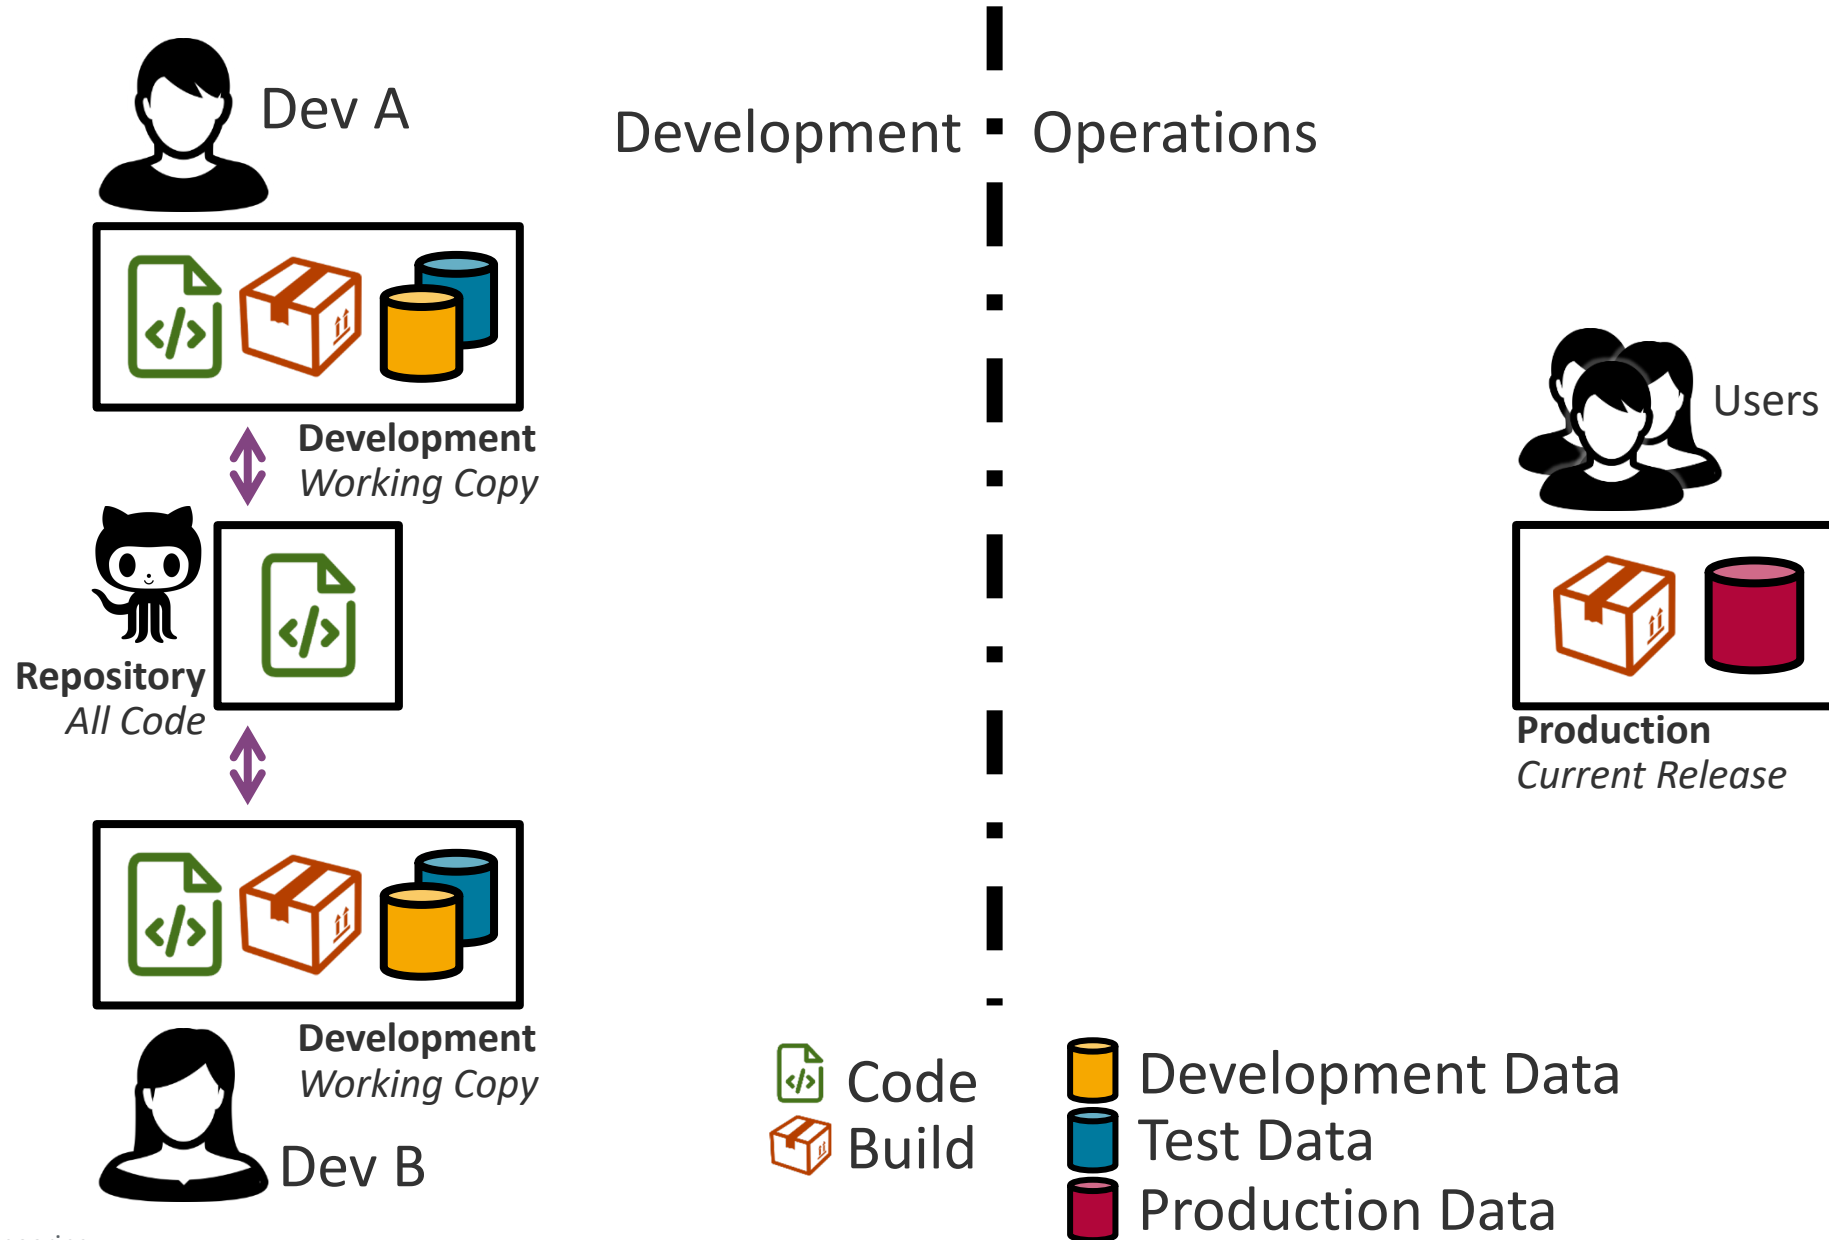 Dev A
Development
Operations
Development
Working Copy
Users
Repository
All Code
Production
Current Release
Development
Working Copy
Dev B
Code
Build
Development Data
Test Data
Production Data